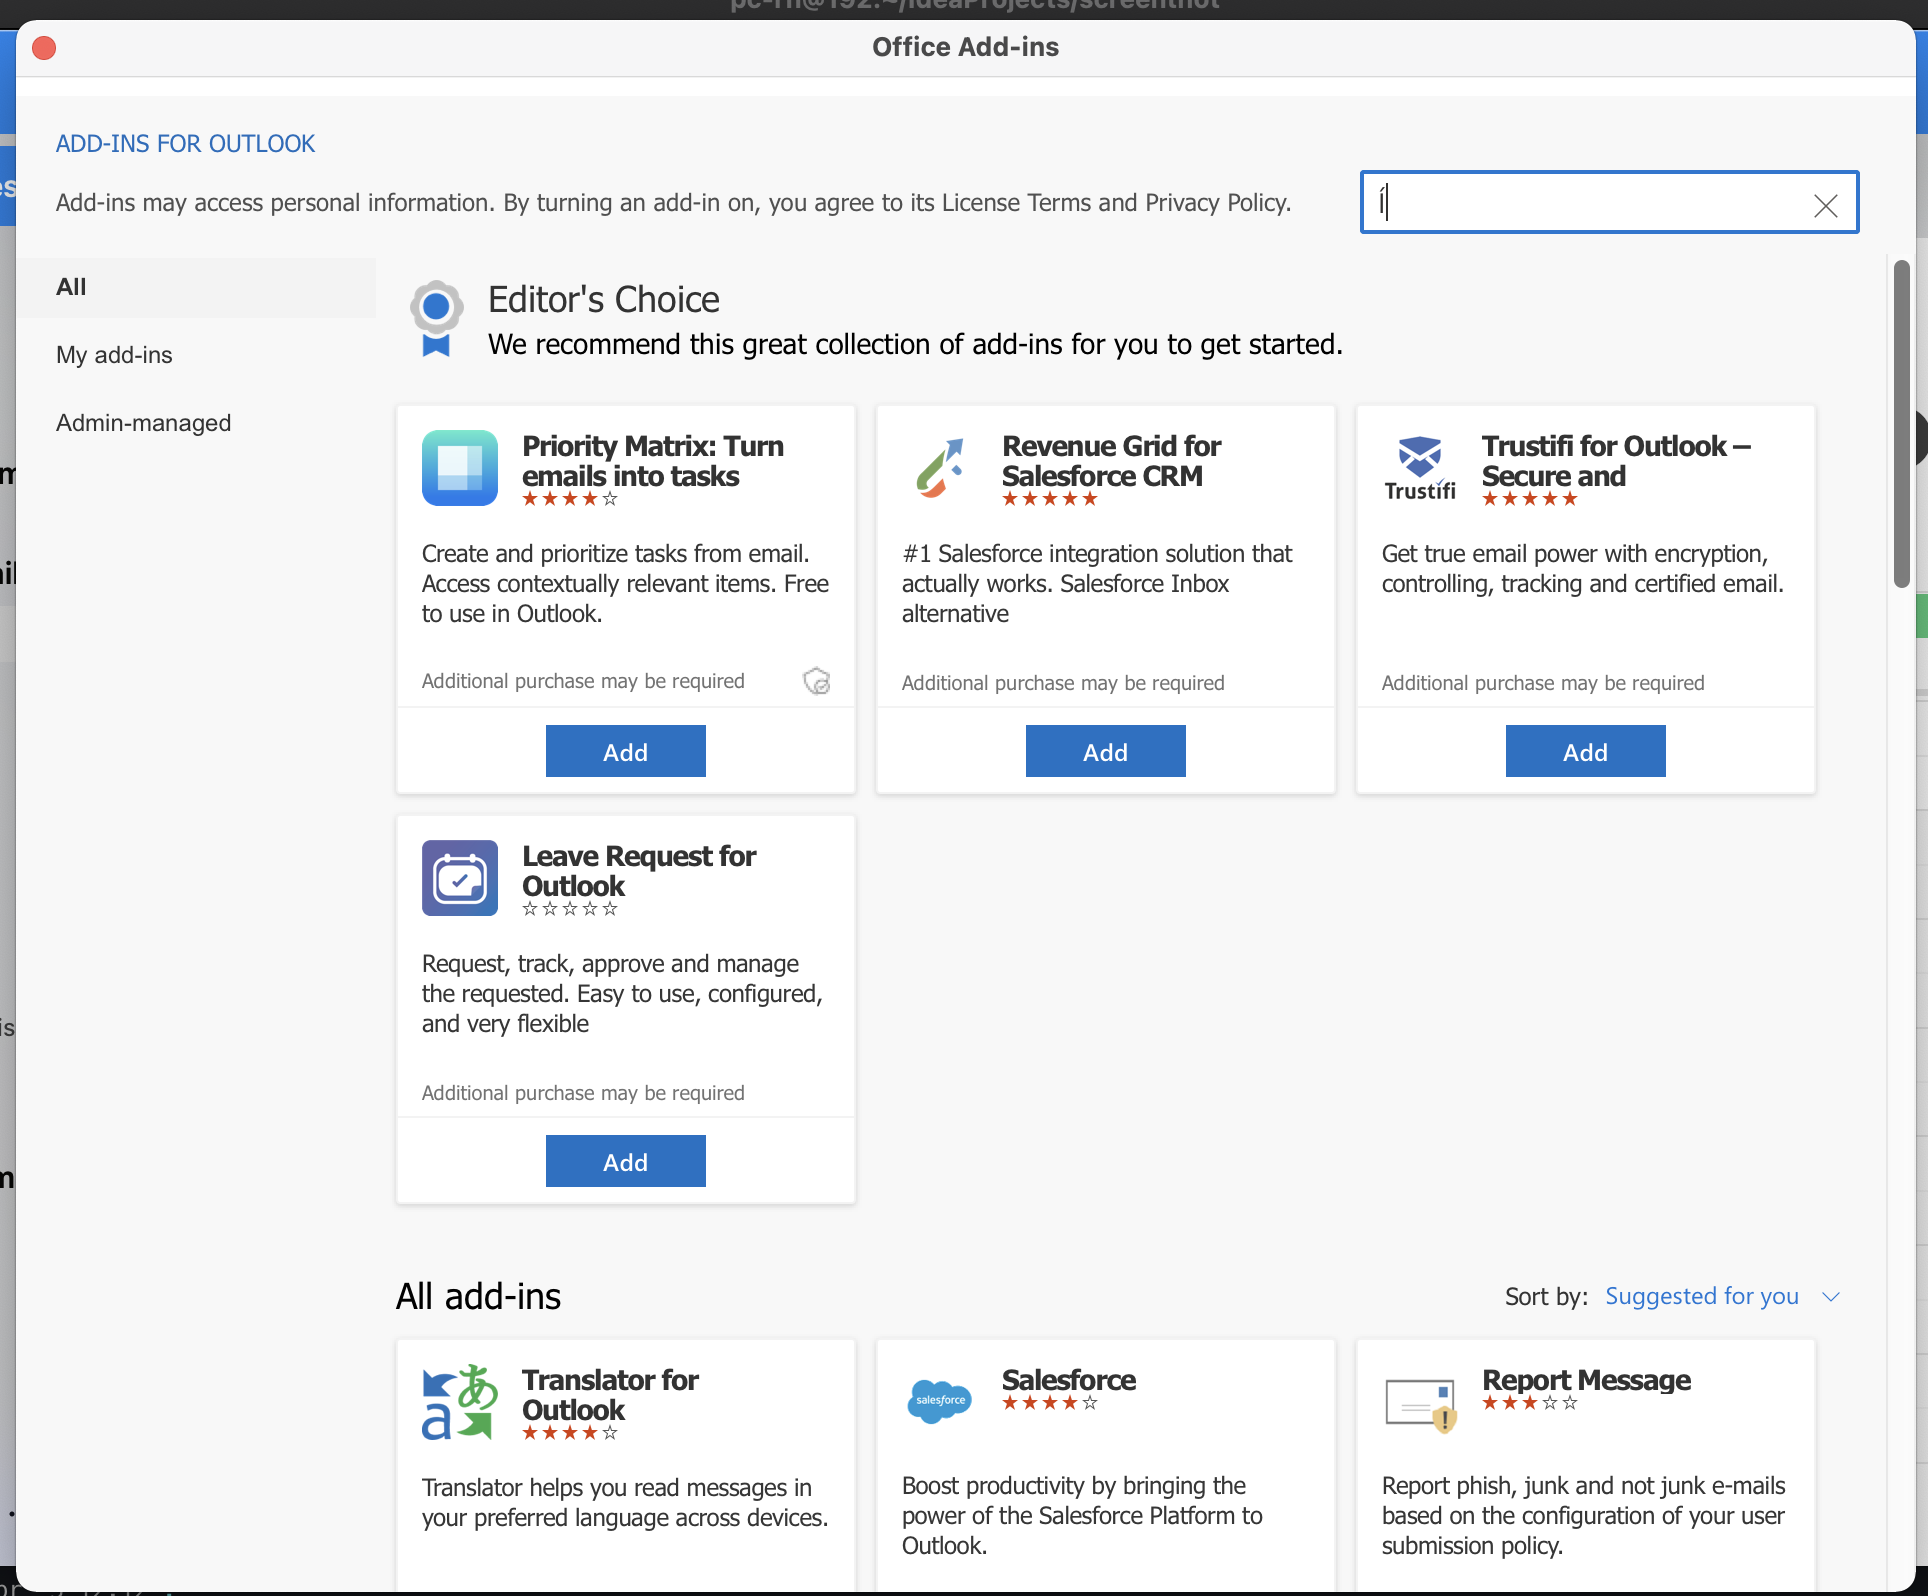 Office Add-ins
ADD-INS FOR OUTLOOK
Add-ins may access personal information. By turning an add-in on, you agree to its License Terms and Privacy Policy.
Í
All
My add-ins
Admin-managed
Editor's Choice
We recommend this great collection of add-ins for you to get started.
Priority Matrix: Turn
emails into tasks
Create and prioritize tasks from email.
Access contextually relevant items. Free
to use in Outlook.
Additional purchase may be required
Add
Revenue Grid for
Salesforce CRM
#1 Salesforce integration solution that
actually works. Salesforce Inbox
alternative
Additional purchase may be required
Add
Trustifi
Trustifi for Outlook –
Secure and
Get true email power with encryption,
controlling, tracking and certified email.
Additional purchase may be required
Add
Leave Request for
Outlook
Request, track, approve and manage
the requested. Easy to use, configured,
and very flexible
Additional purchase may be required
Add
All add-ins
Sort by: Suggested for you
あ
a
Translator for
Outlook
Translator helps you read messages in
your preferred language across devices.
salesforce
Salesforce
Boost productivity by bringing the
power of the Salesforce Platform to
Outlook.
Report Message
Report phish, junk and not junk e-mails
based on the configuration of your user
submission policy.